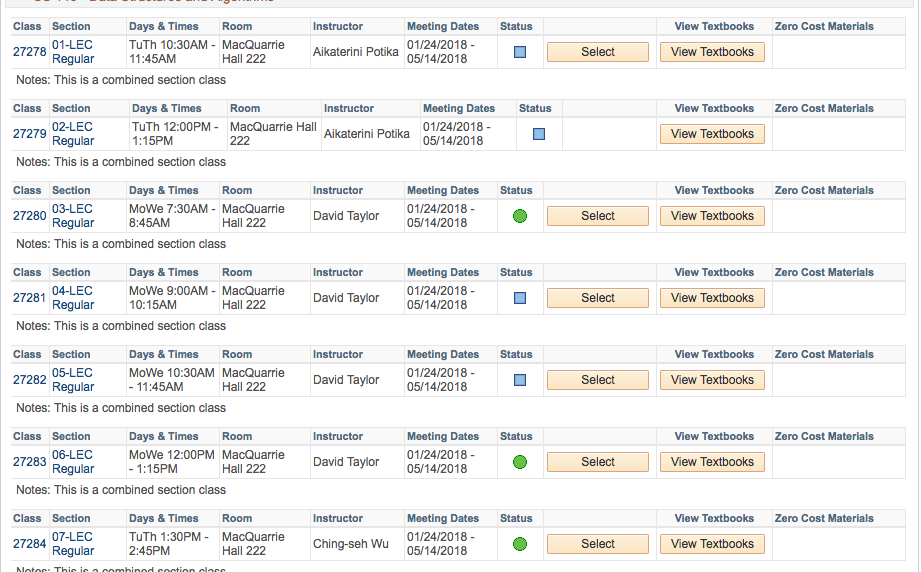 Class Section Days & Times Room Instructor Meeting Dates Status View Textbooks Zero Cost Materials
27278 01-LEC Regular TuTh 10:30AM - 11:45AM MacQuarrie Hall 222 Aikaterini Potika 01/24/2018 - 05/14/2018 Select View Textbooks
Notes: This is a combined section class
Class Section Days & Times Room Instructor Meeting Dates Status View Textbooks Zero Cost Materials
27279 02-LEC Regular TuTh 12:00PM - 1:15PM MacQuarrie Hall 222 Aikaterini Potika 01/24/2018 - 05/14/2018 View Textbooks
Notes: This is a combined section class
Class Section Days & Times Room Instructor Meeting Dates Status View Textbooks Zero Cost Materials
27280 03-LEC Regular MoWe 7:30AM - 8:45AM MacQuarrie Hall 222 David Taylor 01/24/2018 - 05/14/2018 Select View Textbooks
Notes: This is a combined section class
Class Section Days & Times Room Instructor Meeting Dates Status View Textbooks Zero Cost Materials
27281 04-LEC Regular MoWe 9:00AM - 10:15AM MacQuarrie Hall 222 David Taylor 01/24/2018 - 05/14/2018 Select View Textbooks
Notes: This is a combined section class
Class Section Days & Times Room Instructor Meeting Dates Status View Textbooks Zero Cost Materials
27282 05-LEC Regular MoWe 10:30AM - 11:45AM MacQuarrie Hall 222 David Taylor 01/24/2018 - 05/14/2018 Select View Textbooks
Notes: This is a combined section class
Class Section Days & Times Room Instructor Meeting Dates Status View Textbooks Zero Cost Materials
27283 06-LEC Regular MoWe 12:00PM - 1:15PM MacQuarrie Hall 222 David Taylor 01/24/2018 - 05/14/2018 Select View Textbooks
Notes: This is a combined section class
Class Section Days & Times Room Instructor Meeting Dates Status View Textbooks Zero Cost Materials
27284 07-LEC Regular TuTh 1:30PM - 2:45PM MacQuarrie Hall 222 Ching-seh Wu 01/24/2018 - 05/14/2018 Select View Textbooks
Notes: This is a combined section class